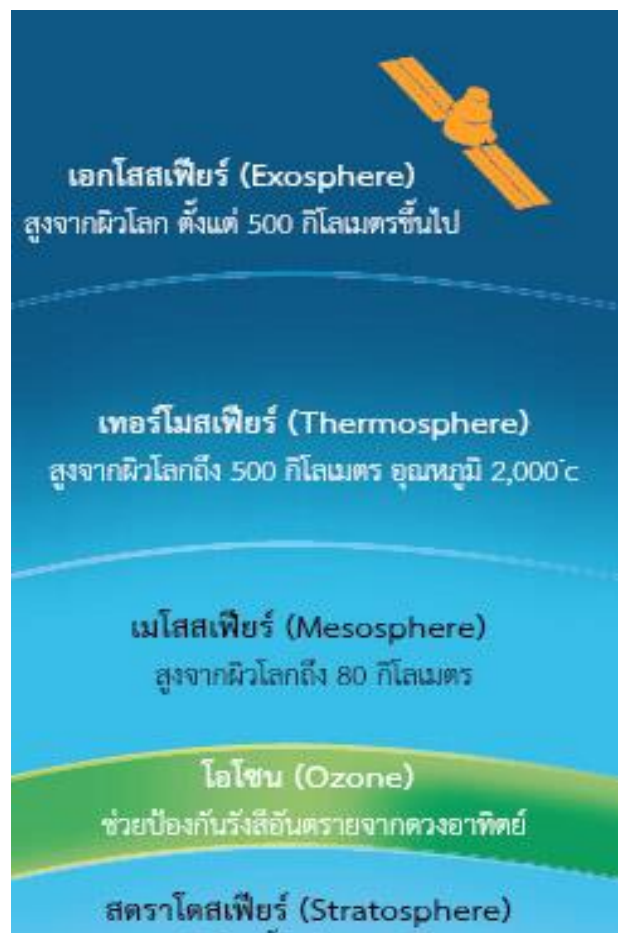 เอกโสสเฟียร์ (Exosphere)
สูงจากผิวโลก ตั้งแต่ 500 กิโลเมตรขึ้นไป
เทอร์โมสเฟียร์ (Thermosphere)
สูงจากผิวโลกถึง 500 กิโลเมตร อุณหภูมิ 2,000 ํc
เมโสสเฟียร์ (Mesosphere)
สูงจากผิวโลกถึง 80 กิโลเมตร
โอโซน (Ozone)
ช่วยป้องกันรังสีอันตรายจากดวงอาทิตย์
สตราโตสเฟียร์ (Stratosphere)